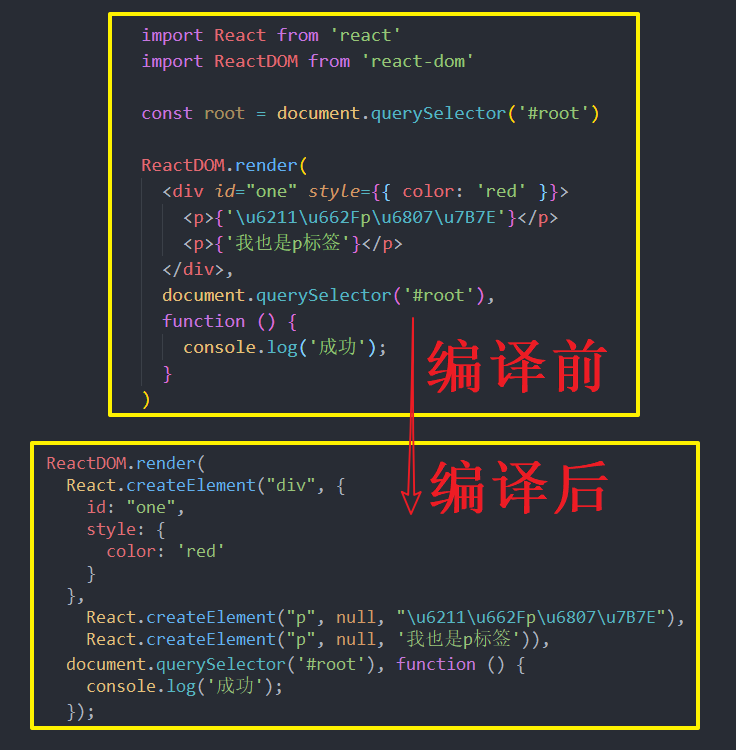 import React from 'react'
import ReactDOM from 'react-dom'
const root = document.querySelector('#root')
ReactDOM.render(
<div id="one" style={{ color: 'red' }}>
<p>{'\u6211\u662Fp\u6807\u7B7E'}</p>
<p>{'我也是p标签'}</p>
</div>,
document.querySelector('#root'),
function () {
console.log('成功');
}
)
编译前
编译后
ReactDOM.render(
React.createElement("div", {
id: "one",
style: {
color: 'red'
}
},
React.createElement("p", null, "\u6211\u662Fp\u6807\u7B7E"),
React.createElement("p", null, '我也是p标签')),
document.querySelector('#root'), function () {
console.log('成功');
});